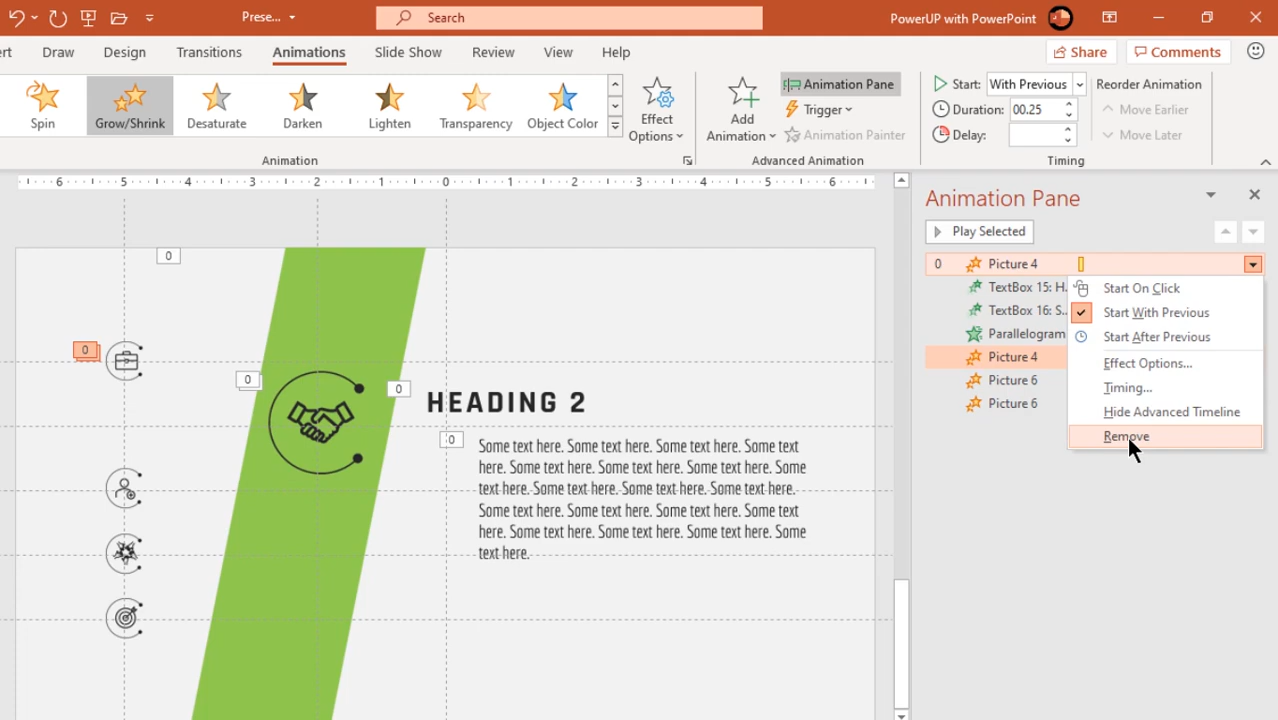 Prese...
Search
PowerUP with PowerPoint
Draw Design Transitions Animations Slide Show Review View Help
Share Comments
Spin Grow/Shrink Desaturate Darken Lighten Transparency Object Color
Effect Options
Add Animation
Animation Pane
Trigger
Animation Painter
Start: With Previous
Duration: 00.25
Delay:
Reorder Animation
Move Earlier
Move Later
Animation
Advanced Animation
Timing
6 5 4 3 2 1 0 1 2 3 4 5 6
0
0
0
0
HEADING 2
0
Some text here. Some text here. Some text here. Some text
here. Some text here. Some text here. Some text here. Some
text here. Some text here. Some text here. Some text here.
Some text here. Some text here. Some text here. Some text
here. Some text here. Some text here. Some text here. Some
text here.
Animation Pane
Play Selected
0 Picture 4
TextBox 15: H...
TextBox 16: S...
Parallelogram
Picture 4
Picture 6
Picture 6
Start On Click
Start With Previous
Start After Previous
Effect Options...
Timing...
Hide Advanced Timeline
Remove